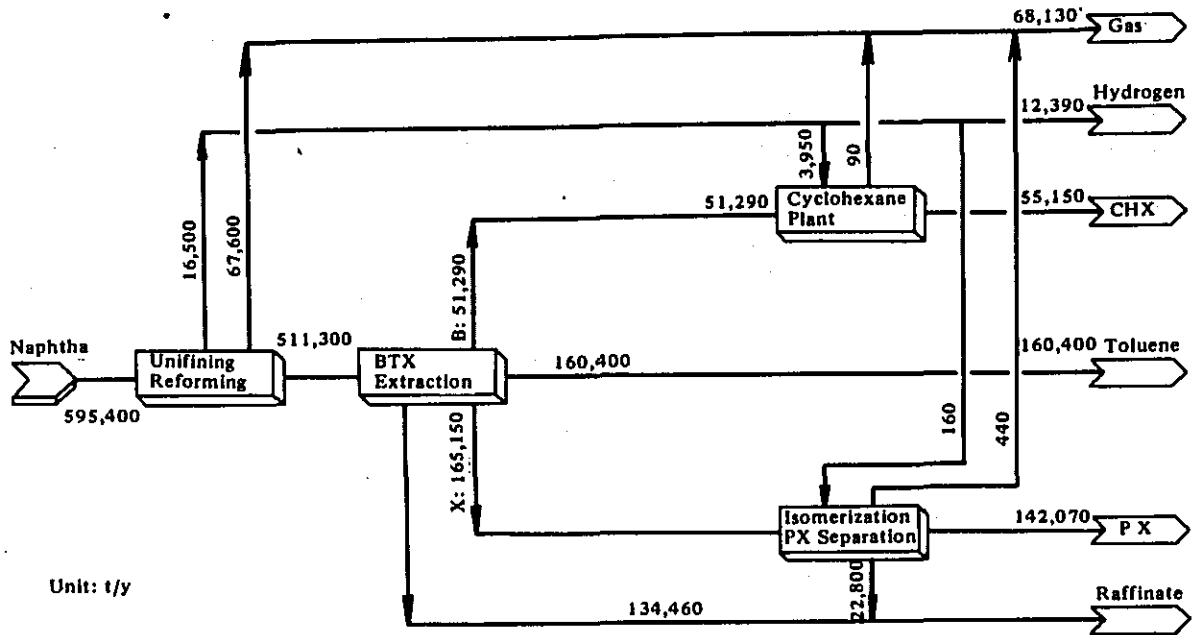 68,130
Gas
Hydrogen
12,390
16,500
67,600
3,950
90
51,290
Cyclohexane
Plant
55,150
CHX
B: 51,290
Naphtha
595,400
Unifining
Reforming
511,300
BTX
Extraction
160,400
160,400
Toluene
X: 165,150
160
440
Isomerization
PX Separation
142,070
PX
22,800
Unit: t/y
134,460
Raffinate